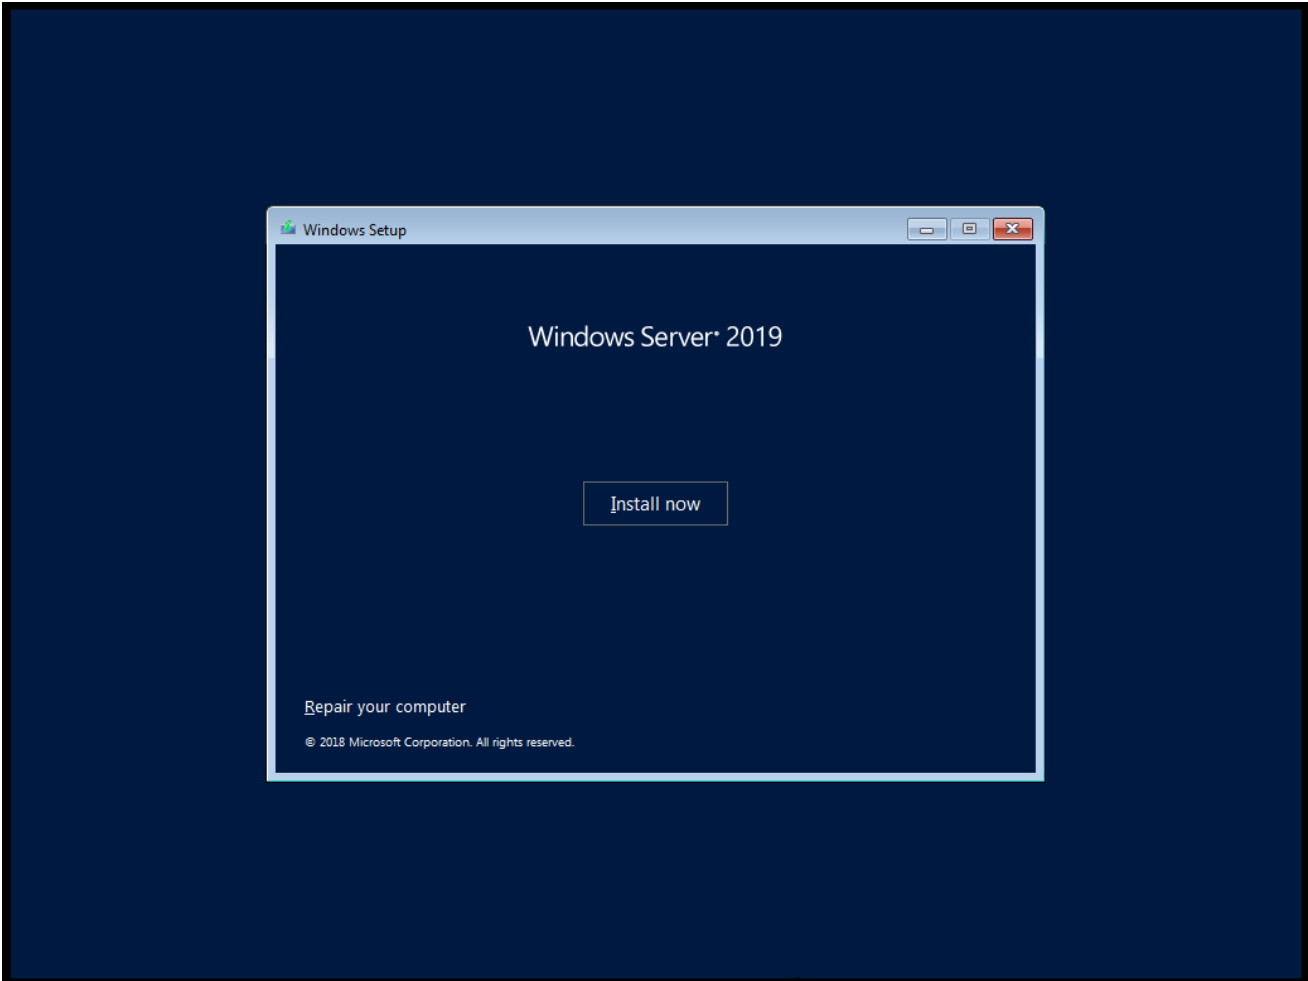 Windows Setup
Windows Server® 2019
Install now
Repair your computer
© 2018 Microsoft Corporation. All rights reserved.